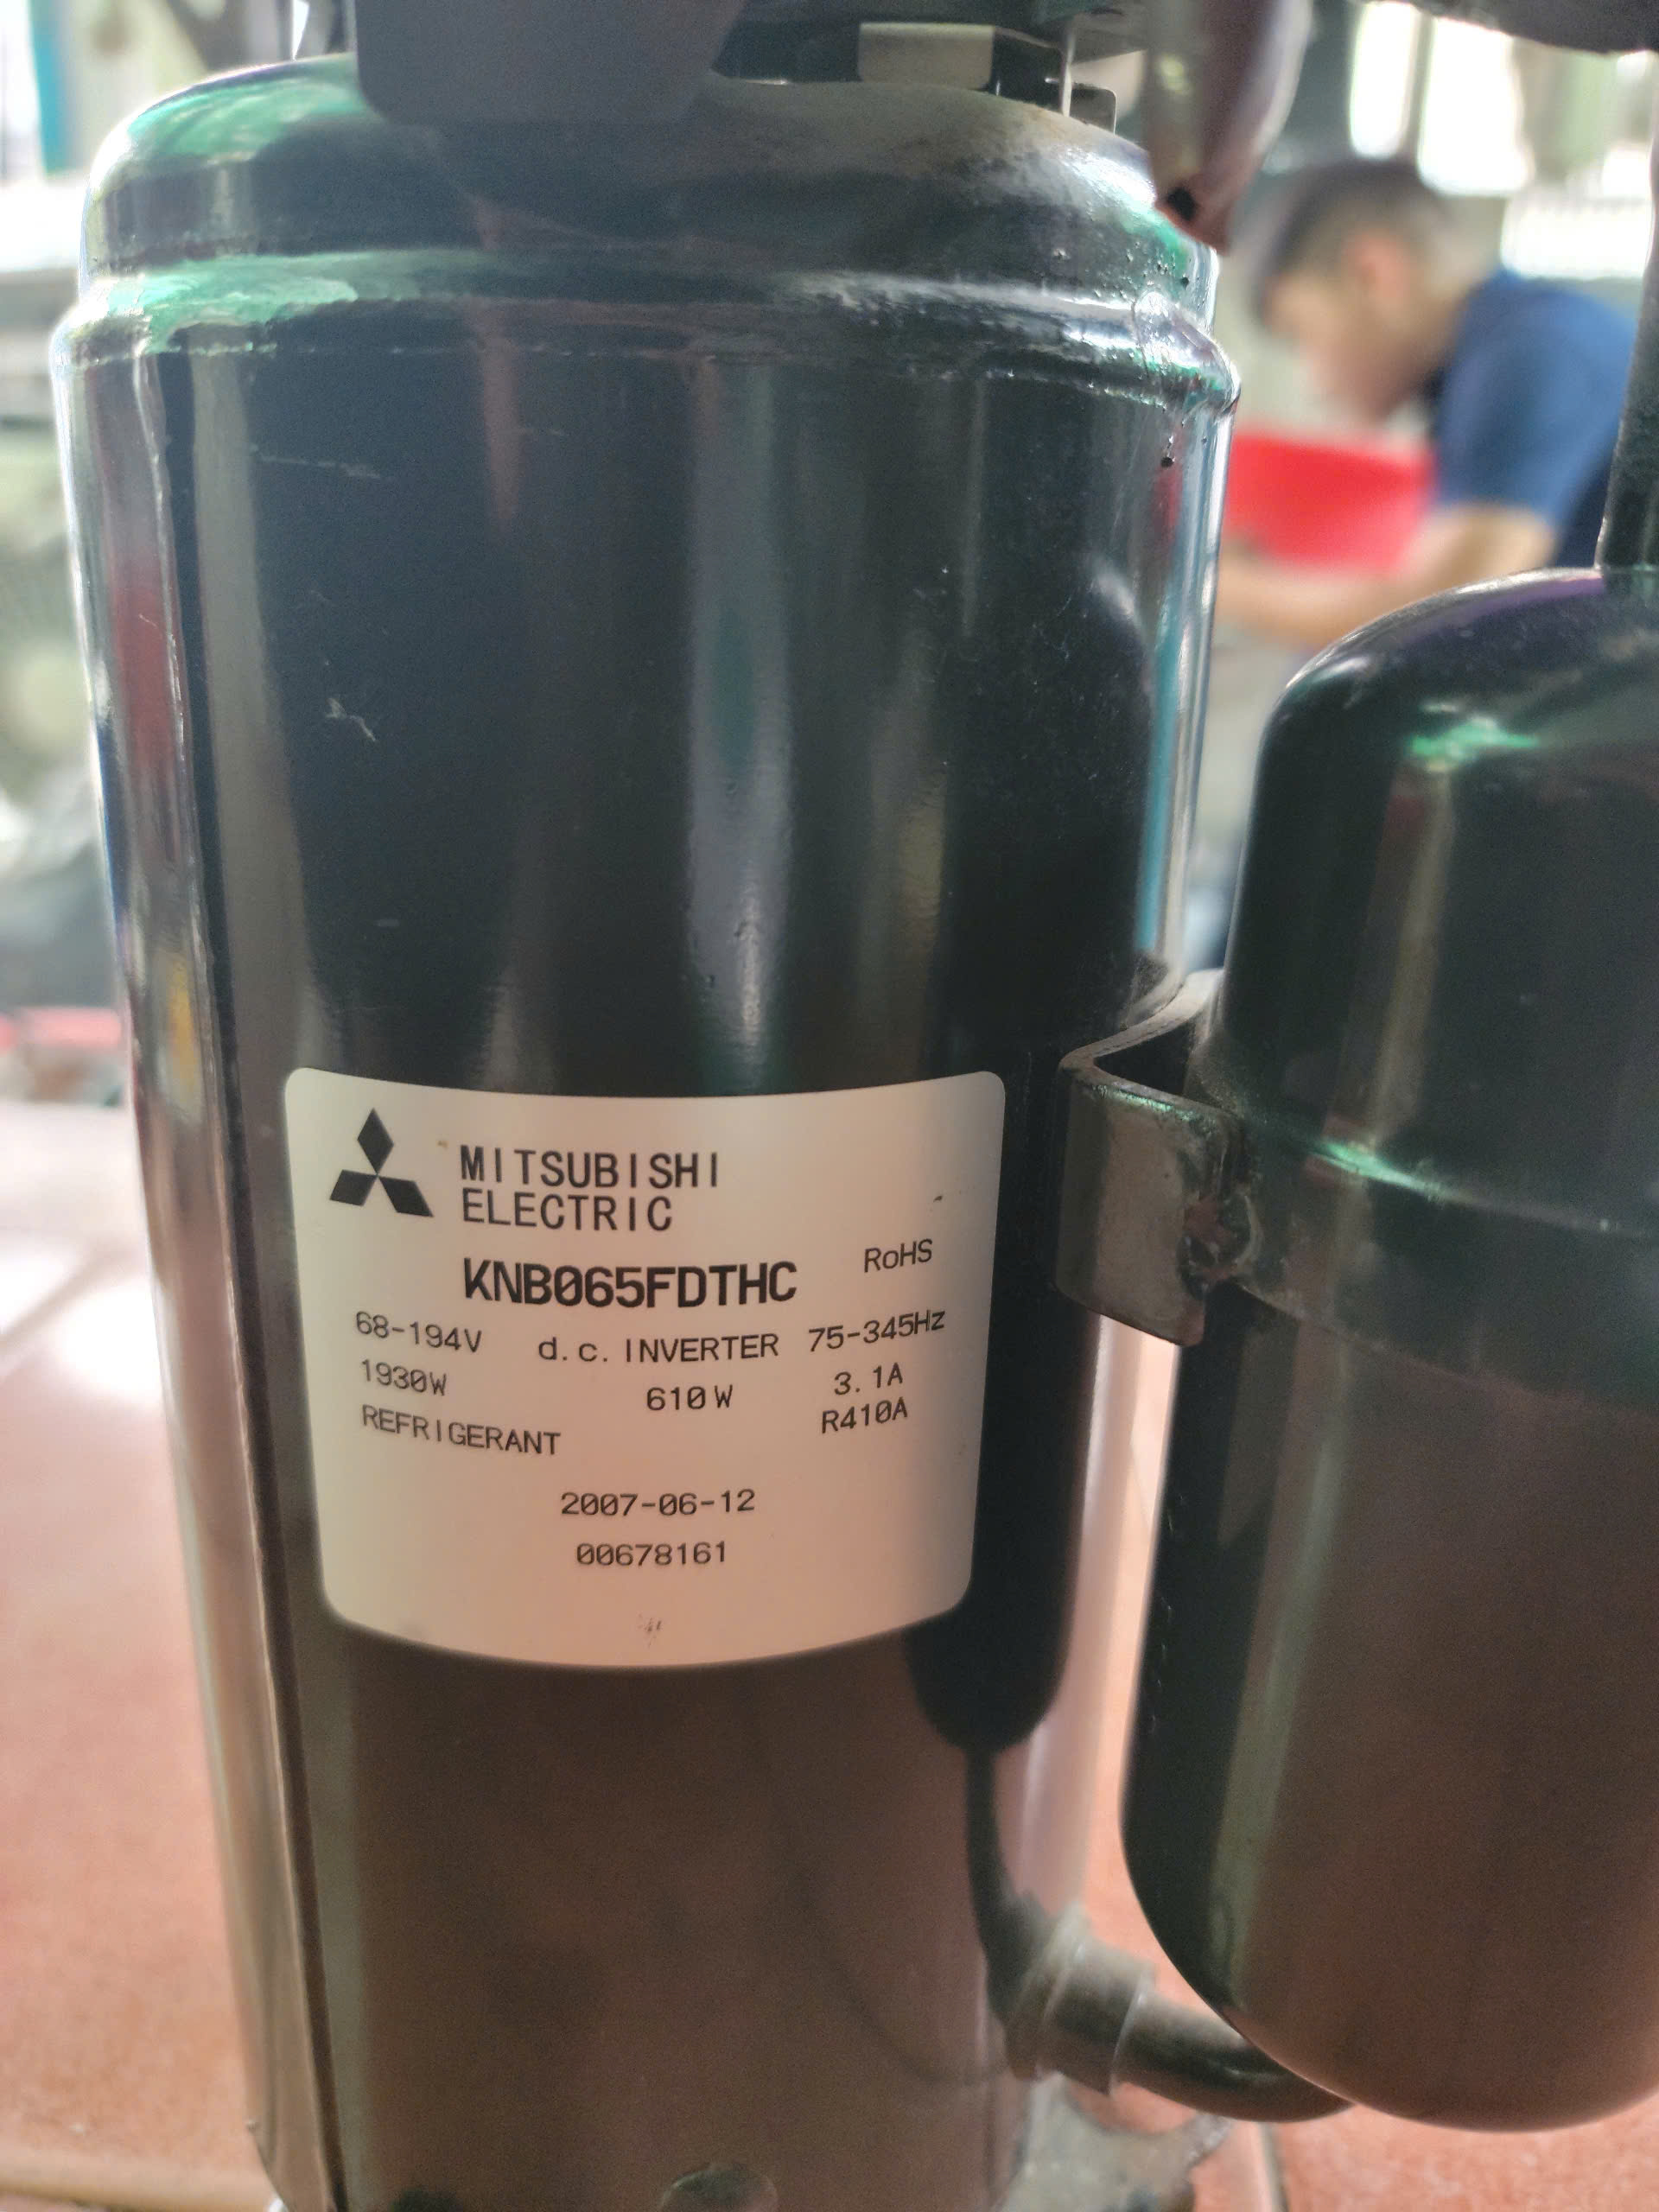 MITSUBISHI
ELECTRIC
KNB065FDTHC RoHS
68-194V d.c. INVERTER 75-345Hz
1930W 610W 3.1A
REFRIGERANT R410A
2007-06-12
00678161